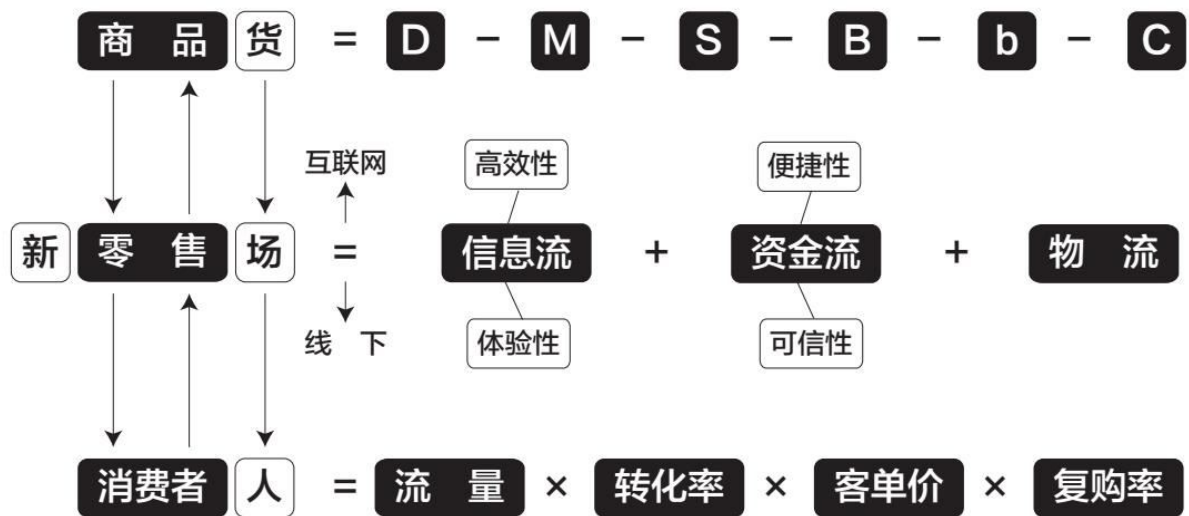 商 品 货 = D - M - S - B - b - C
互联网 高效性 便捷性
新 零 售 场 = 信息流 + 资金流 + 物 流
线 下 体验性 可信性
消费者 人 = 流 量 × 转化率 × 客单价 × 复购率